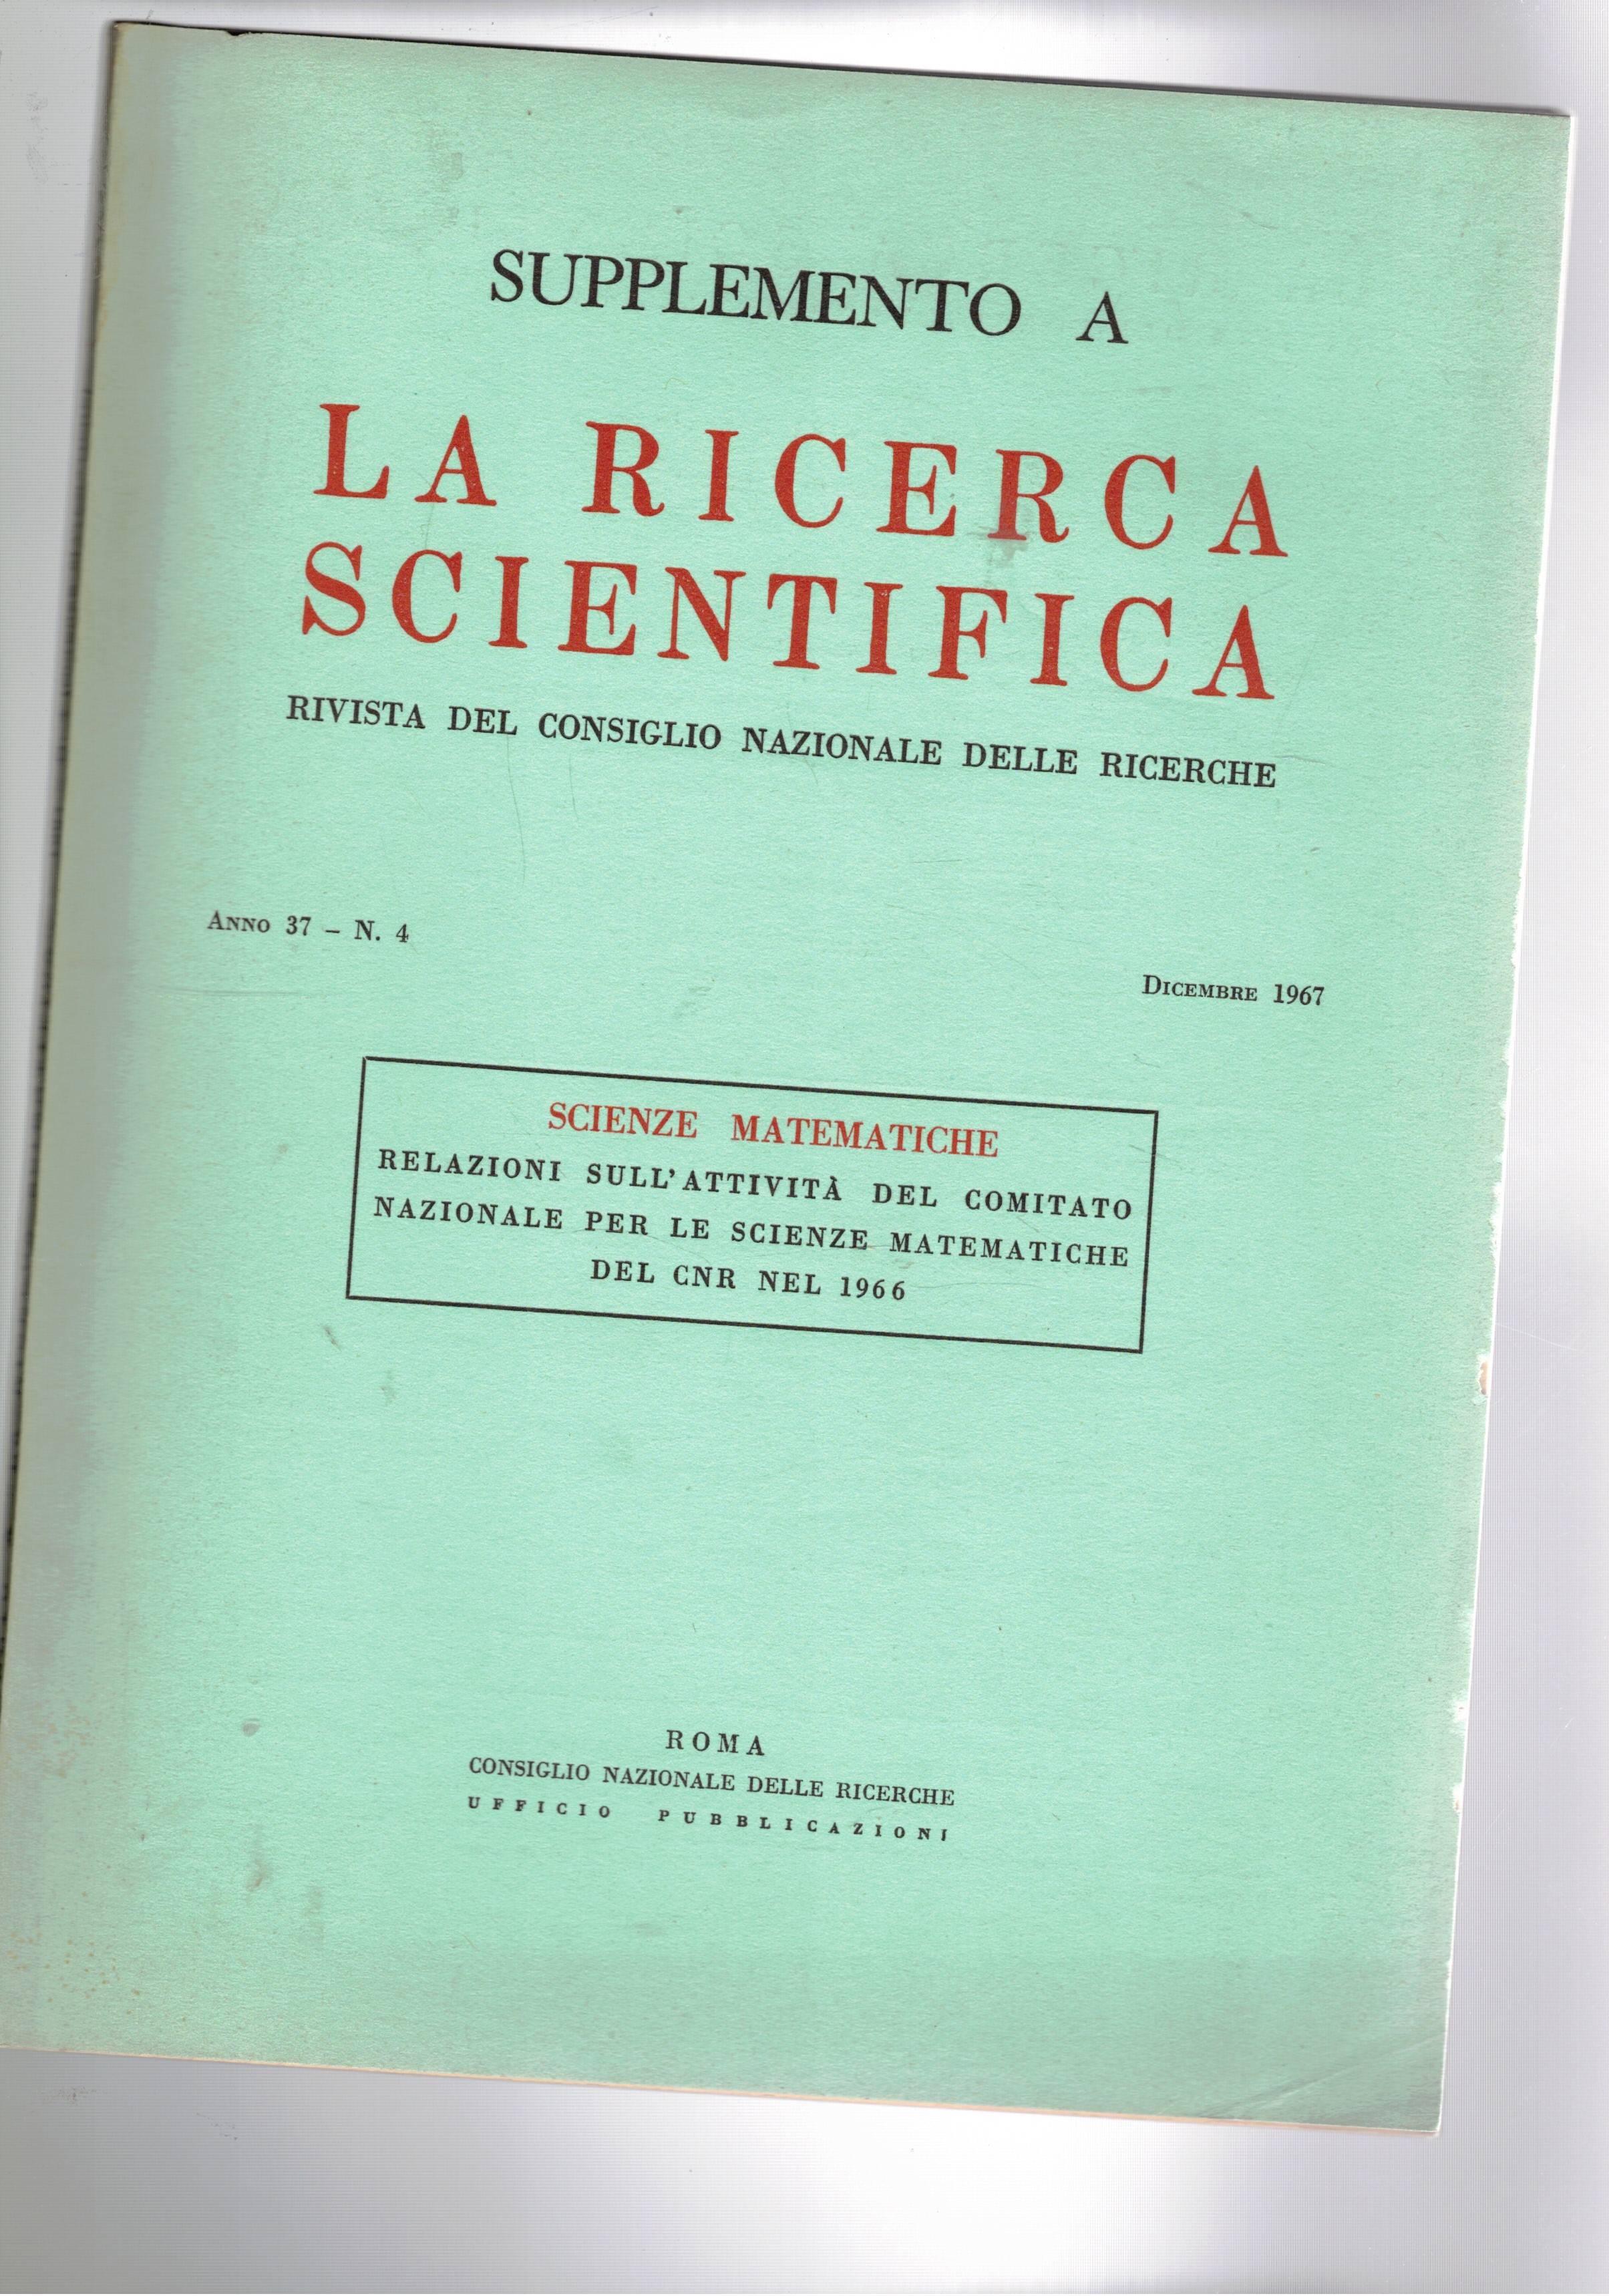 SUPPLEMENTO A
LA RICERCA
SCIENTIFICA
RIVISTA DEL CONSIGLIO NAZIONALE DELLE RICERCHE
ANNO 37 – N. 4
DICEMBRE 1967
SCIENZE MATEMATICHE
RELAZIONI SULL'ATTIVITÀ DEL COMITATO
NAZIONALE PER LE SCIENZE MATEMATICHE
DEL CNR NEL 1966
ROMA
CONSIGLIO NAZIONALE DELLE RICERCHE
UFFICIO PUBBLICAZIONI